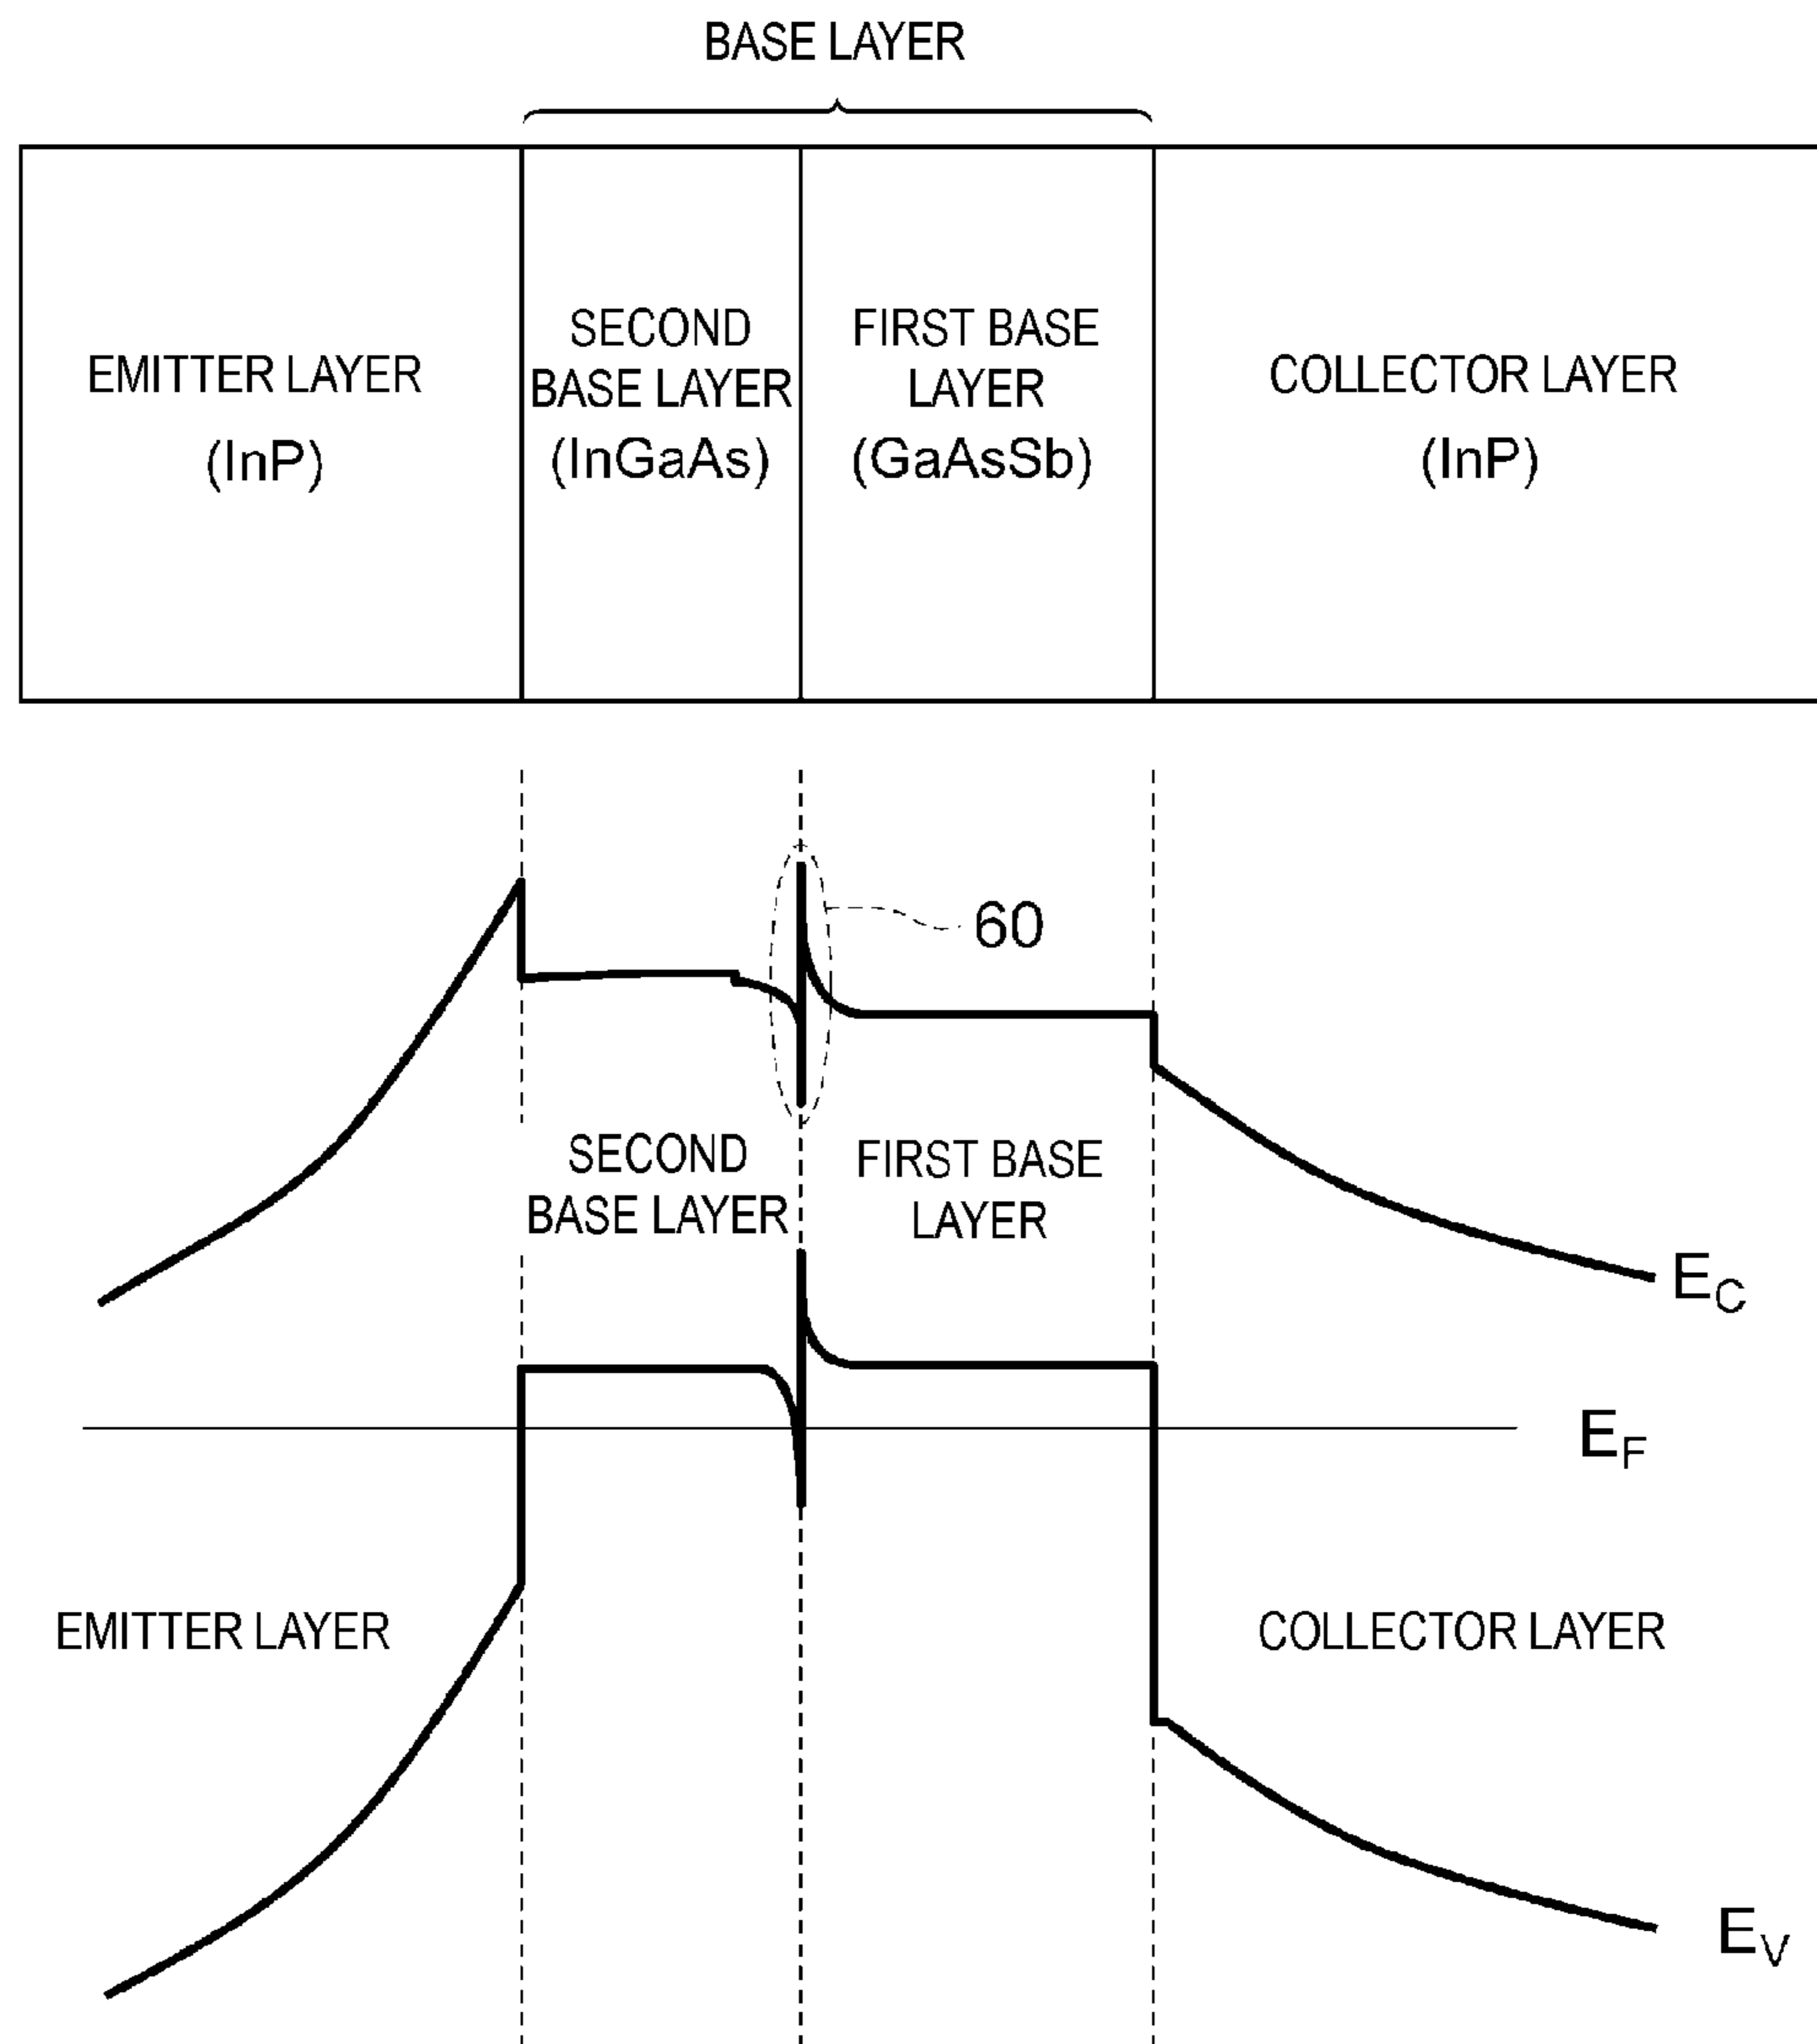 BASE LAYER
EMITTER LAYER
(InP)
SECOND
BASE LAYER
(InGaAs)
FIRST BASE
LAYER
(GaAsSb)
COLLECTOR LAYER
(InP)
60
SECOND
BASE LAYER
FIRST BASE
LAYER
EC
EF
EMITTER LAYER
COLLECTOR LAYER
EV